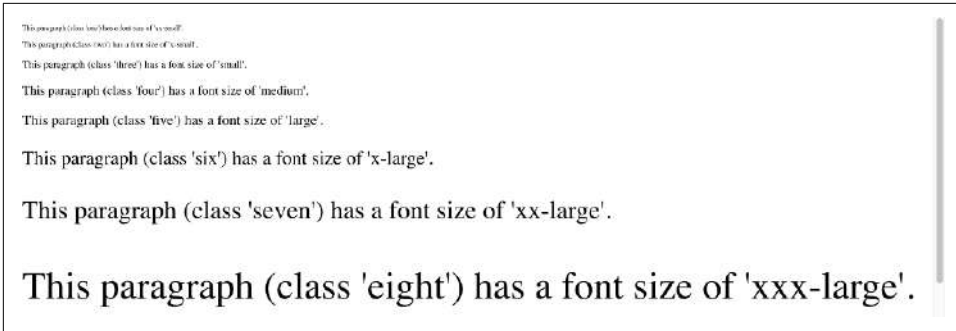 This paragraph (class 'one') has a font size of 'xx-small'.
This paragraph (class 'two') has a font size of 'x-small'.
This paragraph (class 'three') has a font size of 'small'.
This paragraph (class 'four') has a font size of 'medium'.
This paragraph (class 'five') has a font size of 'large'.
This paragraph (class 'six') has a font size of 'x-large'.
This paragraph (class 'seven') has a font size of 'xx-large'.
This paragraph (class 'eight') has a font size of 'xxx-large'.